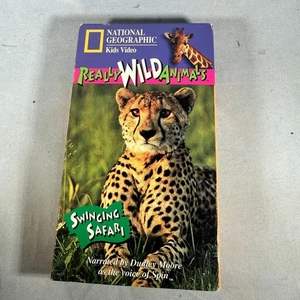 NATIONAL
GEOGRAPHIC
Kids Video
REALLY WILD ANIMALS
SWINGING
SAFARI
Narrated by Dudley Moore
as the voice of Spin